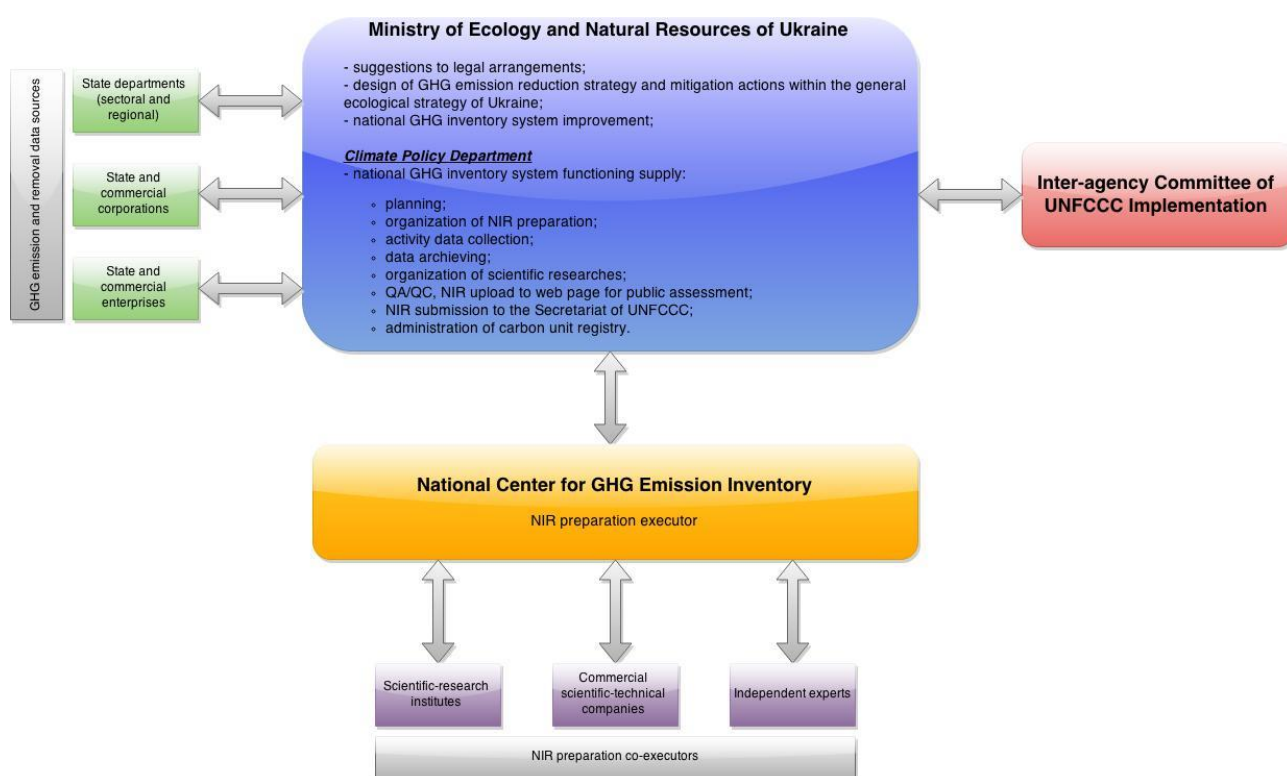 Ministry of Ecology and Natural Resources of Ukraine
- suggestions to legal arrangements;
- design of GHG emission reduction strategy and mitigation actions within the general
ecological strategy of Ukraine;
- national GHG inventory system improvement;
Climate Policy Department
- national GHG inventory system functioning supply:
◦ planning;
◦ organization of NIR preparation;
◦ activity data collection;
◦ data archieving;
◦ organization of scientific researches;
◦ QA/QC, NIR upload to web page for public assessment;
◦ NIR submission to the Secretariat of UNFCCC;
◦ administration of carbon unit registry.
GHG emission and removal data sources
State departments
(sectoral and
regional)
State and
commercial
corporations
State and
commercial
enterprises
Inter-agency Committee of
UNFCCC Implementation
National Center for GHG Emission Inventory
NIR preparation executor
Scientific-research
institutes
Commercial
scientific-technical
companies
Independent experts
NIR preparation co-executors